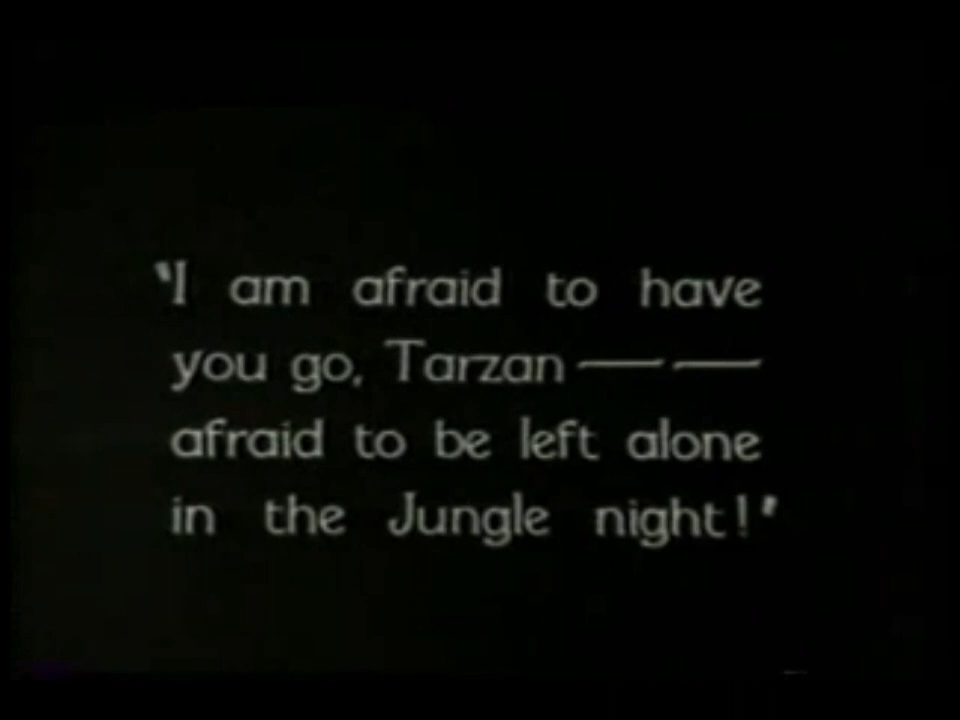 "I am afraid to have
you go, Tarzan — —
afraid to be left alone
in the Jungle night!"